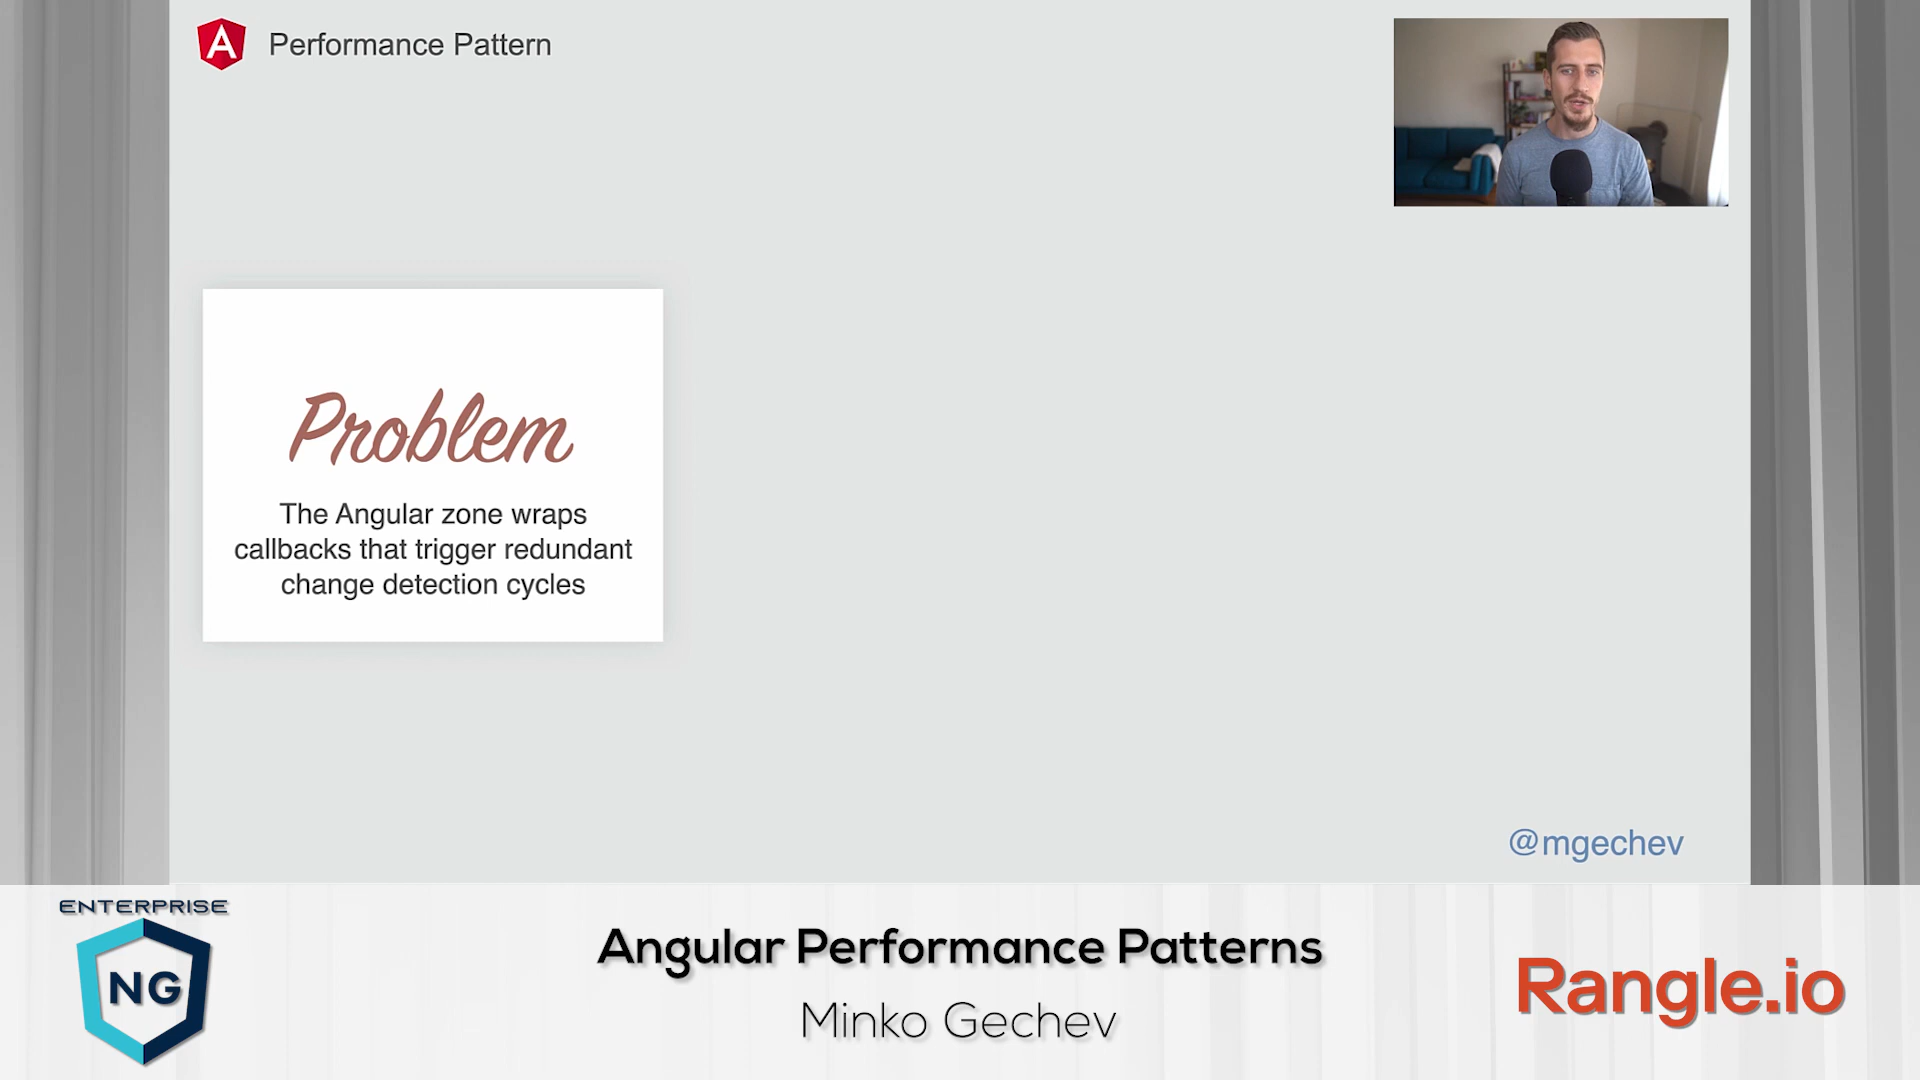 A
Performance Pattern
Problem
The Angular zone wraps
callbacks that trigger redundant
change detection cycles
@mgechev
ENTERPRISE
NG
Angular Performance Patterns
Minko Gechev
Rangle.io